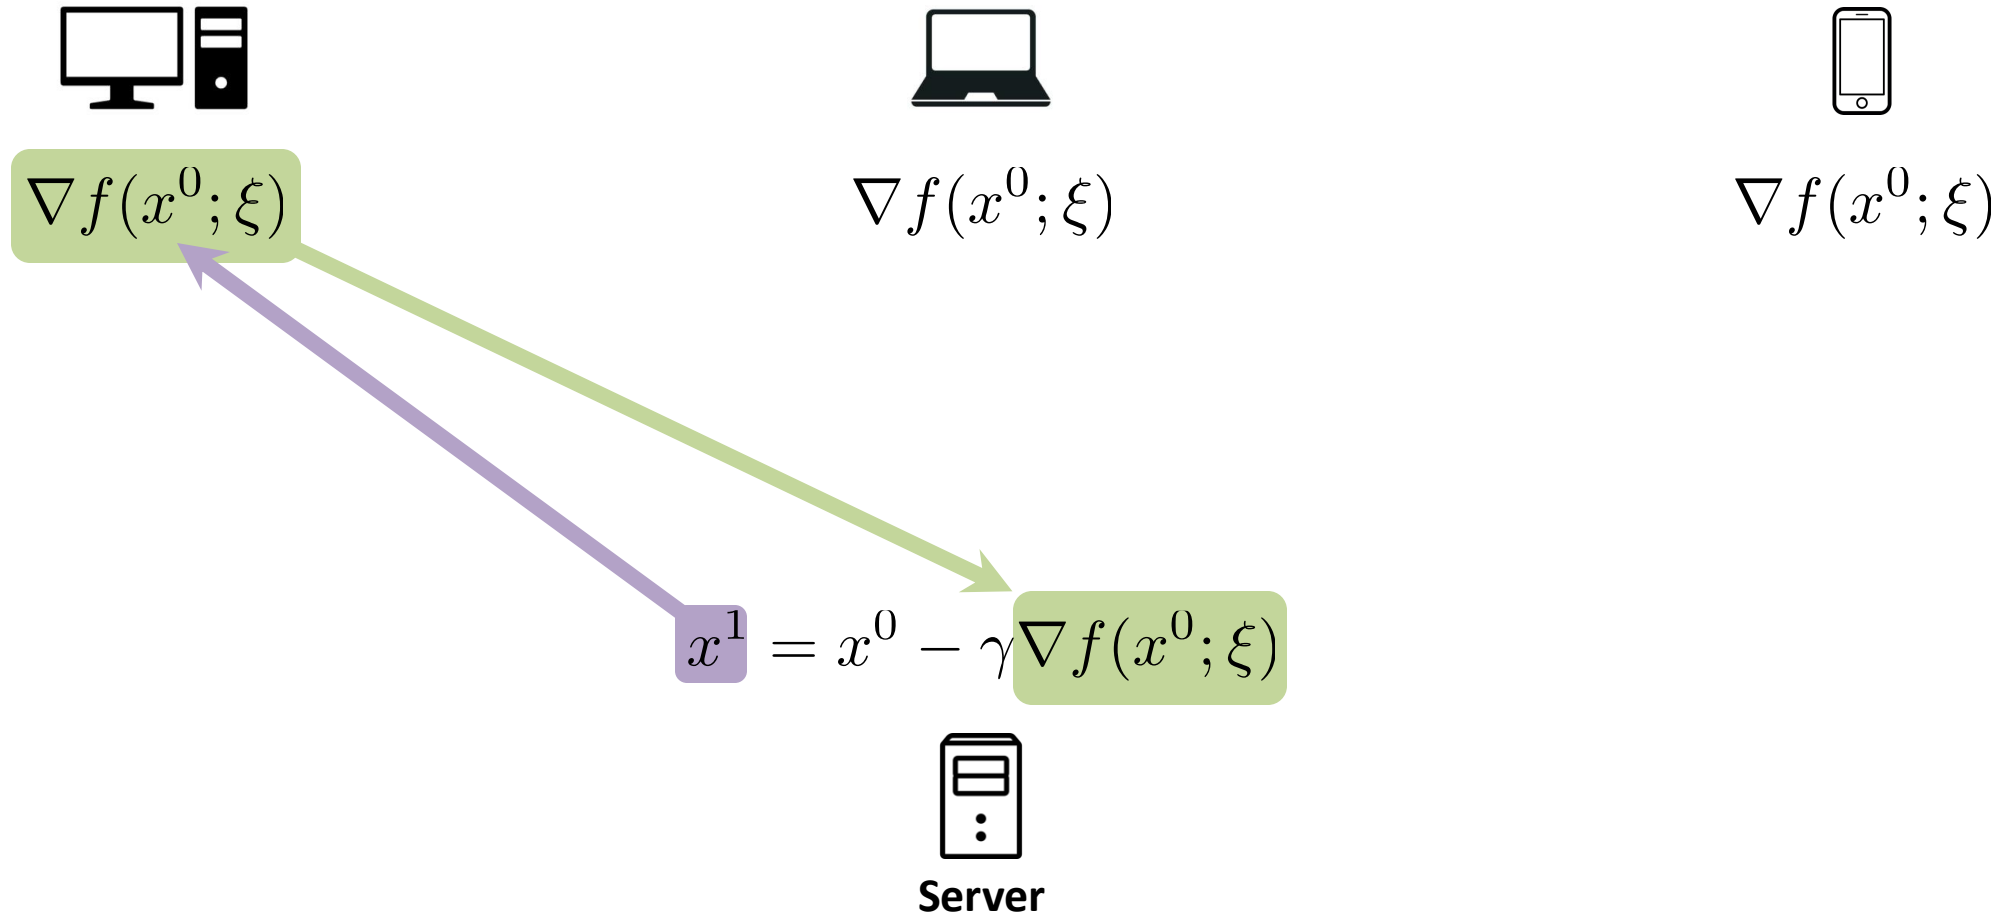 ∇f(x⁰; ξ) ∇f(x⁰; ξ) ∇f(x⁰; ξ)
x¹ = x⁰ − γ∇f(x⁰; ξ)
Server